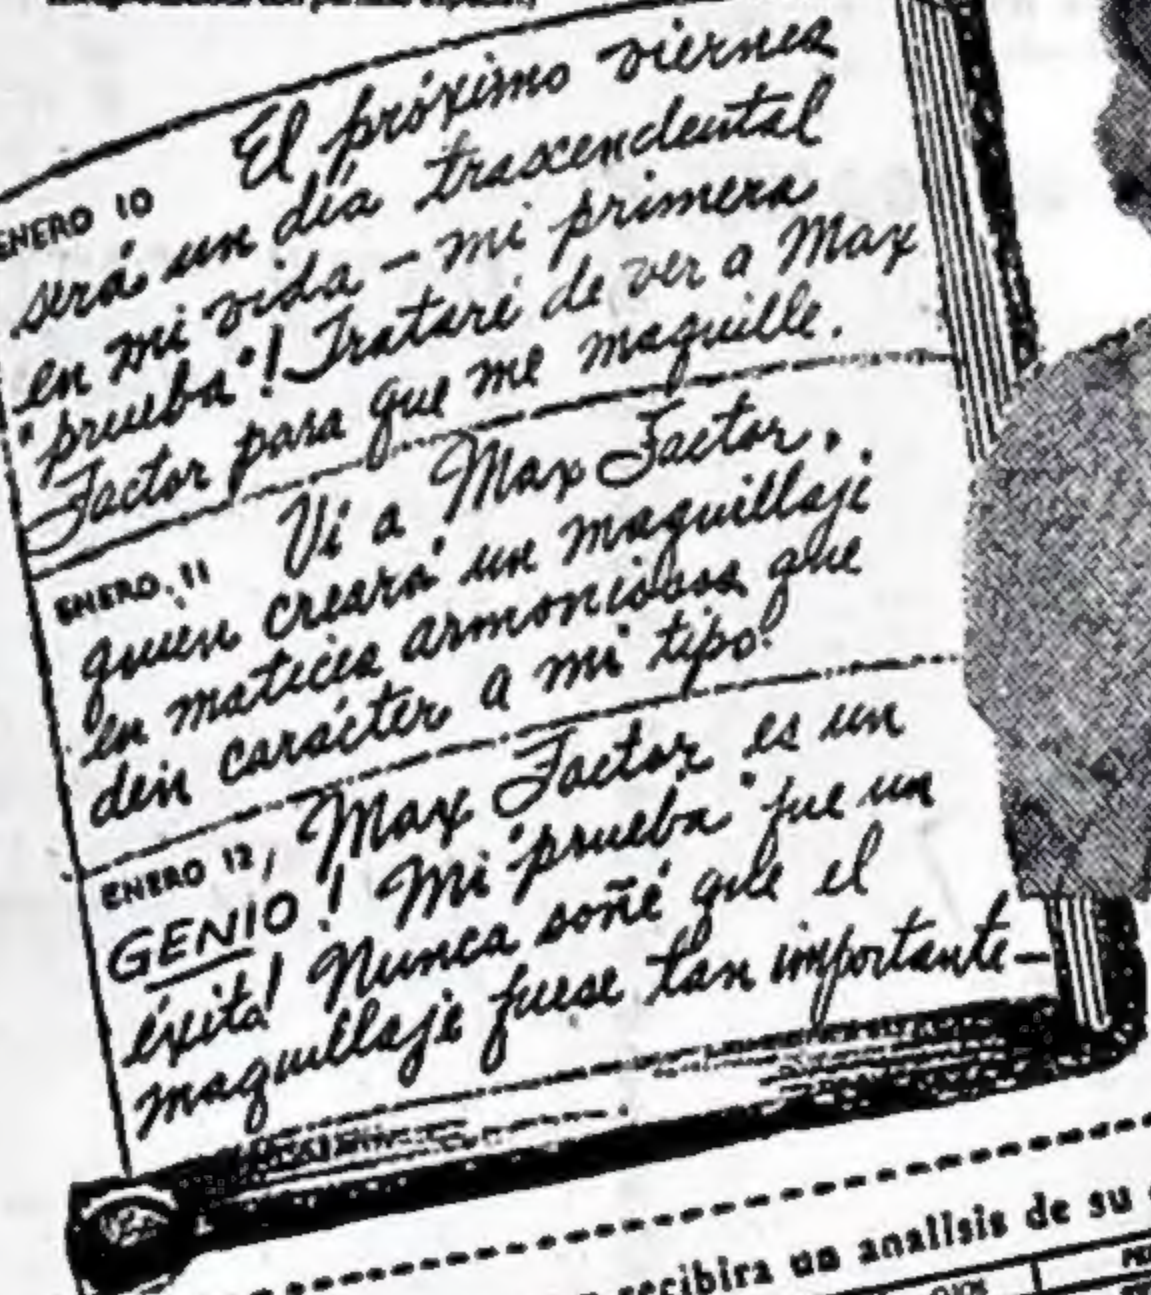 El próximo viernes
ENERO 10
será un día trascendental
en mi vida – mi primera
"prueba"! Trataré de ver a Max
Factor para que me maquille.
Vi a Max Factor,
ENERO, 11
quien creará un maquillaje
en matices armoniosos que
den carácter a mi tipo!
ENERO 12, Max Factor es un
GENIO! Mi "prueba" fue un
éxito! Nunca soñé que el
maquillaje fuese tan importante–
recibira un analisis de su
OJOS